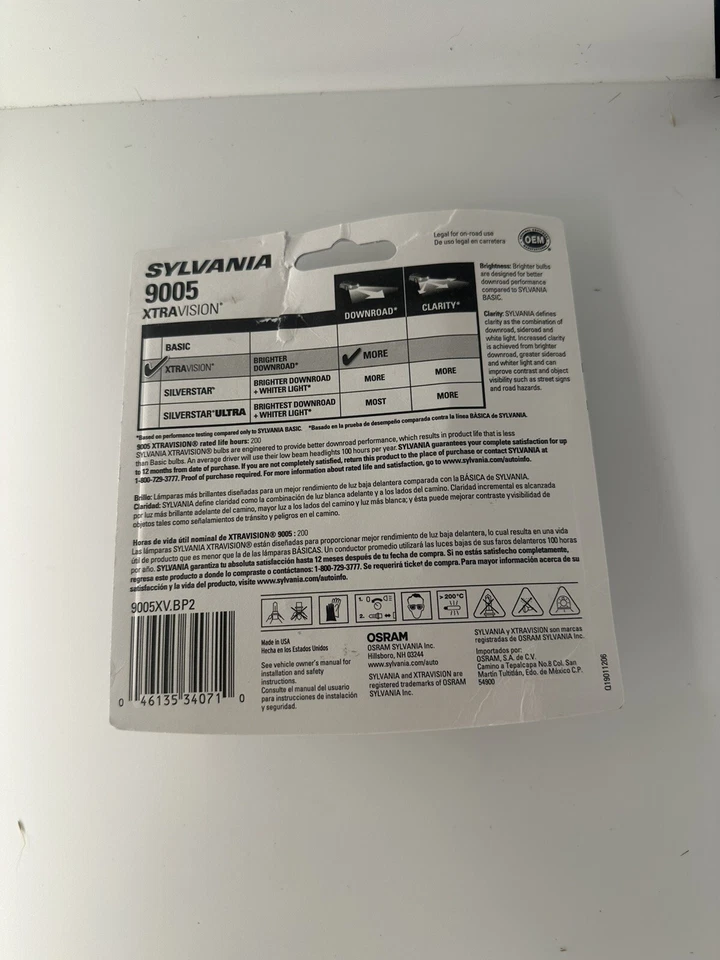 Legal for on-road use
De uso legal en carretera
OEM
SYLVANIA
9005
XTRAVISION*
DOWNROAD*
CLARITY*
BASIC
XTRAVISION*
BRIGHTER
DOWNROAD*
MORE
SILVERSTAR*
BRIGHTER DOWNROAD
+ WHITER LIGHT*
MORE
MORE
SILVERSTAR*ULTRA
BRIGHTEST DOWNROAD
+ WHITER LIGHT*
MOST
MORE
Brightness: Brighter bulbs
are designed for better
downroad performance
compared to SYLVANIA
BASIC.
Clarity: SYLVANIA defines
clarity as the combination of
downroad, sideroad and
white light. Increased clarity
is achieved from brighter
downroad, greater sideroad
and whiter light and can
improve contrast and object
visibility such as street signs
and road hazards.
*Based on performance testing compared only to SYLVANIA BASIC. *Basado en la prueba de desempeño comparada contra la línea BÁSICA de SYLVANIA.
9005 XTRAVISION® rated life hours: 200
SYLVANIA XTRAVISION® bulbs are engineered to provide better downroad performance, which results in product life that is less
than Basic bulbs. An average driver will use their low beam headlights 100 hours per year. SYLVANIA guarantees your complete satisfaction for up
to 12 months from date of purchase. If you are not completely satisfied, return this product to the place of purchase or contact SYLVANIA at
1-800-729-3777. Proof of purchase required. For more information about rated life and satisfaction, go to www.sylvania.com/autoinfo.
Brillo: Lámparas más brillantes diseñadas para un mejor rendimiento de luz baja delantera comparada con la BÁSICA de SYLVANIA.
Claridad: SYLVANIA define claridad como la combinación de luz blanca adelante y a los lados del camino. Claridad incremental es alcanzada
por luz más brillante adelante del camino, mayor luz a los lados del camino y luz más blanca; y ésta puede mejorar contraste y visibilidad de
objetos tales como señalamientos de tránsito y peligros en el camino.
Horas de vida útil nominal de XTRAVISION® 9005 : 200
Las lámparas SYLVANIA XTRAVISION® están diseñadas para proporcionar mejor rendimiento de luz baja delantera, lo cual resulta en una vida
útil de producto que es menor que la de las lámparas BÁSICAS. Un conductor promedio utilizará las luces bajas de sus faros delanteros 100 horas
por año. SYLVANIA garantiza tu absoluta satisfacción hasta 12 meses después de tu fecha de compra. Si no estás satisfecho completamente,
regresa este producto a donde lo compraste o contáctanos: 1-800-729-3777. Se requerirá ticket de compra. Para mayor información acerca de su
satisfacción y la vida del producto, visite www.sylvania.com/autoinfo.
9005XV.BP2
1.
2.
>200°C
0 46135 34071 0
Made in USA
Hecha en los Estados Unidos
See vehicle owner's manual for
installation and safety
instructions.
Consulte el manual del usuario
para instrucciones de instalación
y seguridad.
OSRAM
OSRAM SYLVANIA Inc.
Hillsboro, NH 03244
www.sylvania.com/auto
SYLVANIA and XTRAVISION are
registered trademarks of OSRAM
SYLVANIA Inc.
SYLVANIA y XTRAVISION son marcas
registradas de OSRAM SYLVANIA Inc.
Importados por:
OSRAM, S.A. de C.V.
Camino a Tepalcapa No.8 Col. San
Martín Tultitlán, Edo. de México C.P.
54900